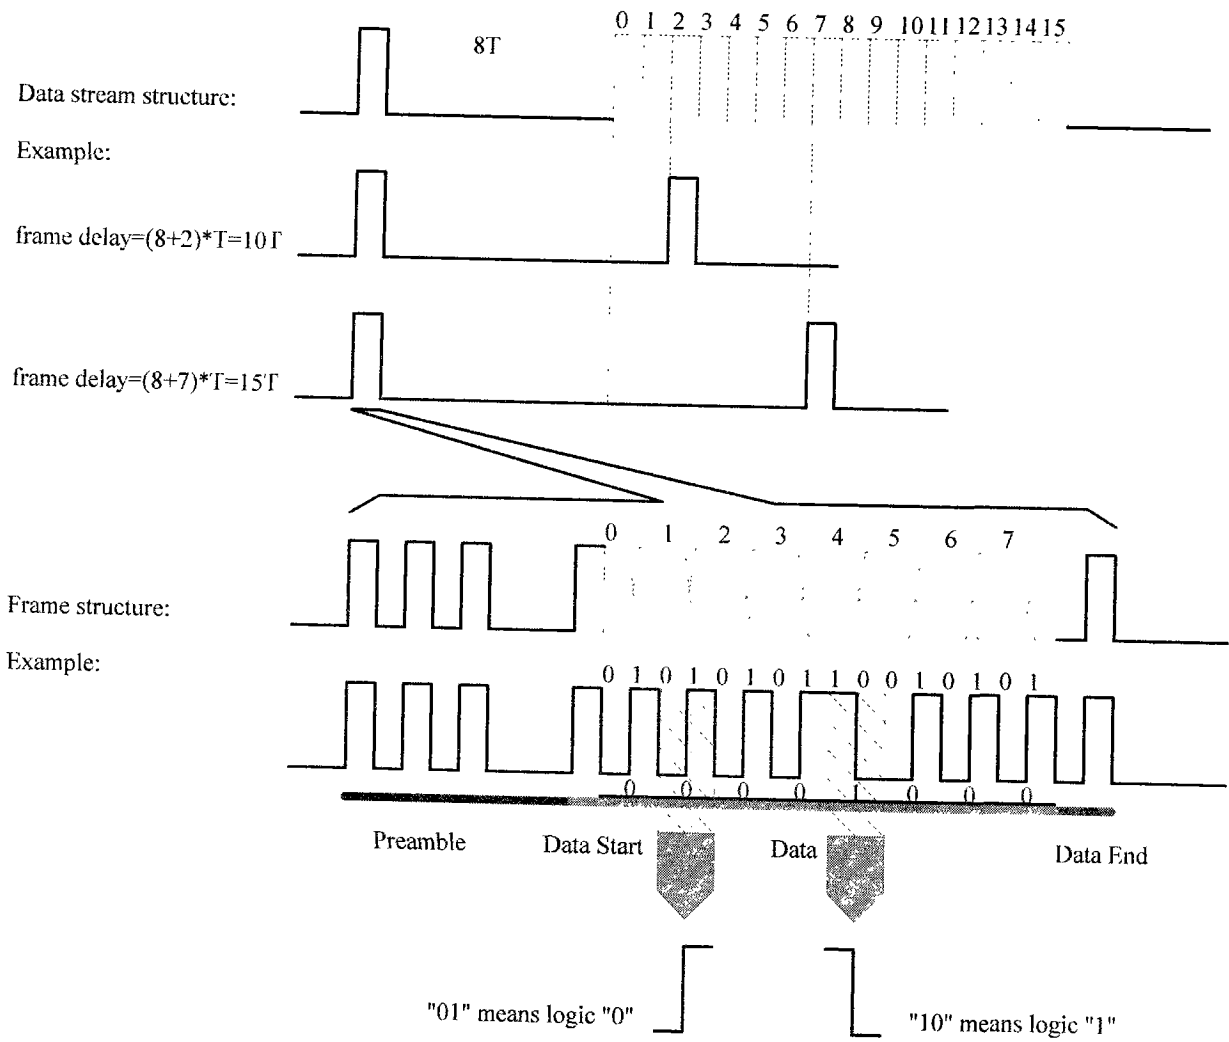 0 1 2 3 4 5 6 7 8 9 10 11 12 13 14 15
8T
Data stream structure:
Example:
frame delay=(8+2)*T=10T
frame delay=(8+7)*T=15T
0 1 2 3 4 5 6 7
Frame structure:
Example:
0 1 0 1 0 1 0 1 1 0 0 1 0 1 0 1
0 0 0 0 1 0 0 0
Preamble
Data Start
Data
Data End
"01" means logic "0"
"10" means logic "1"